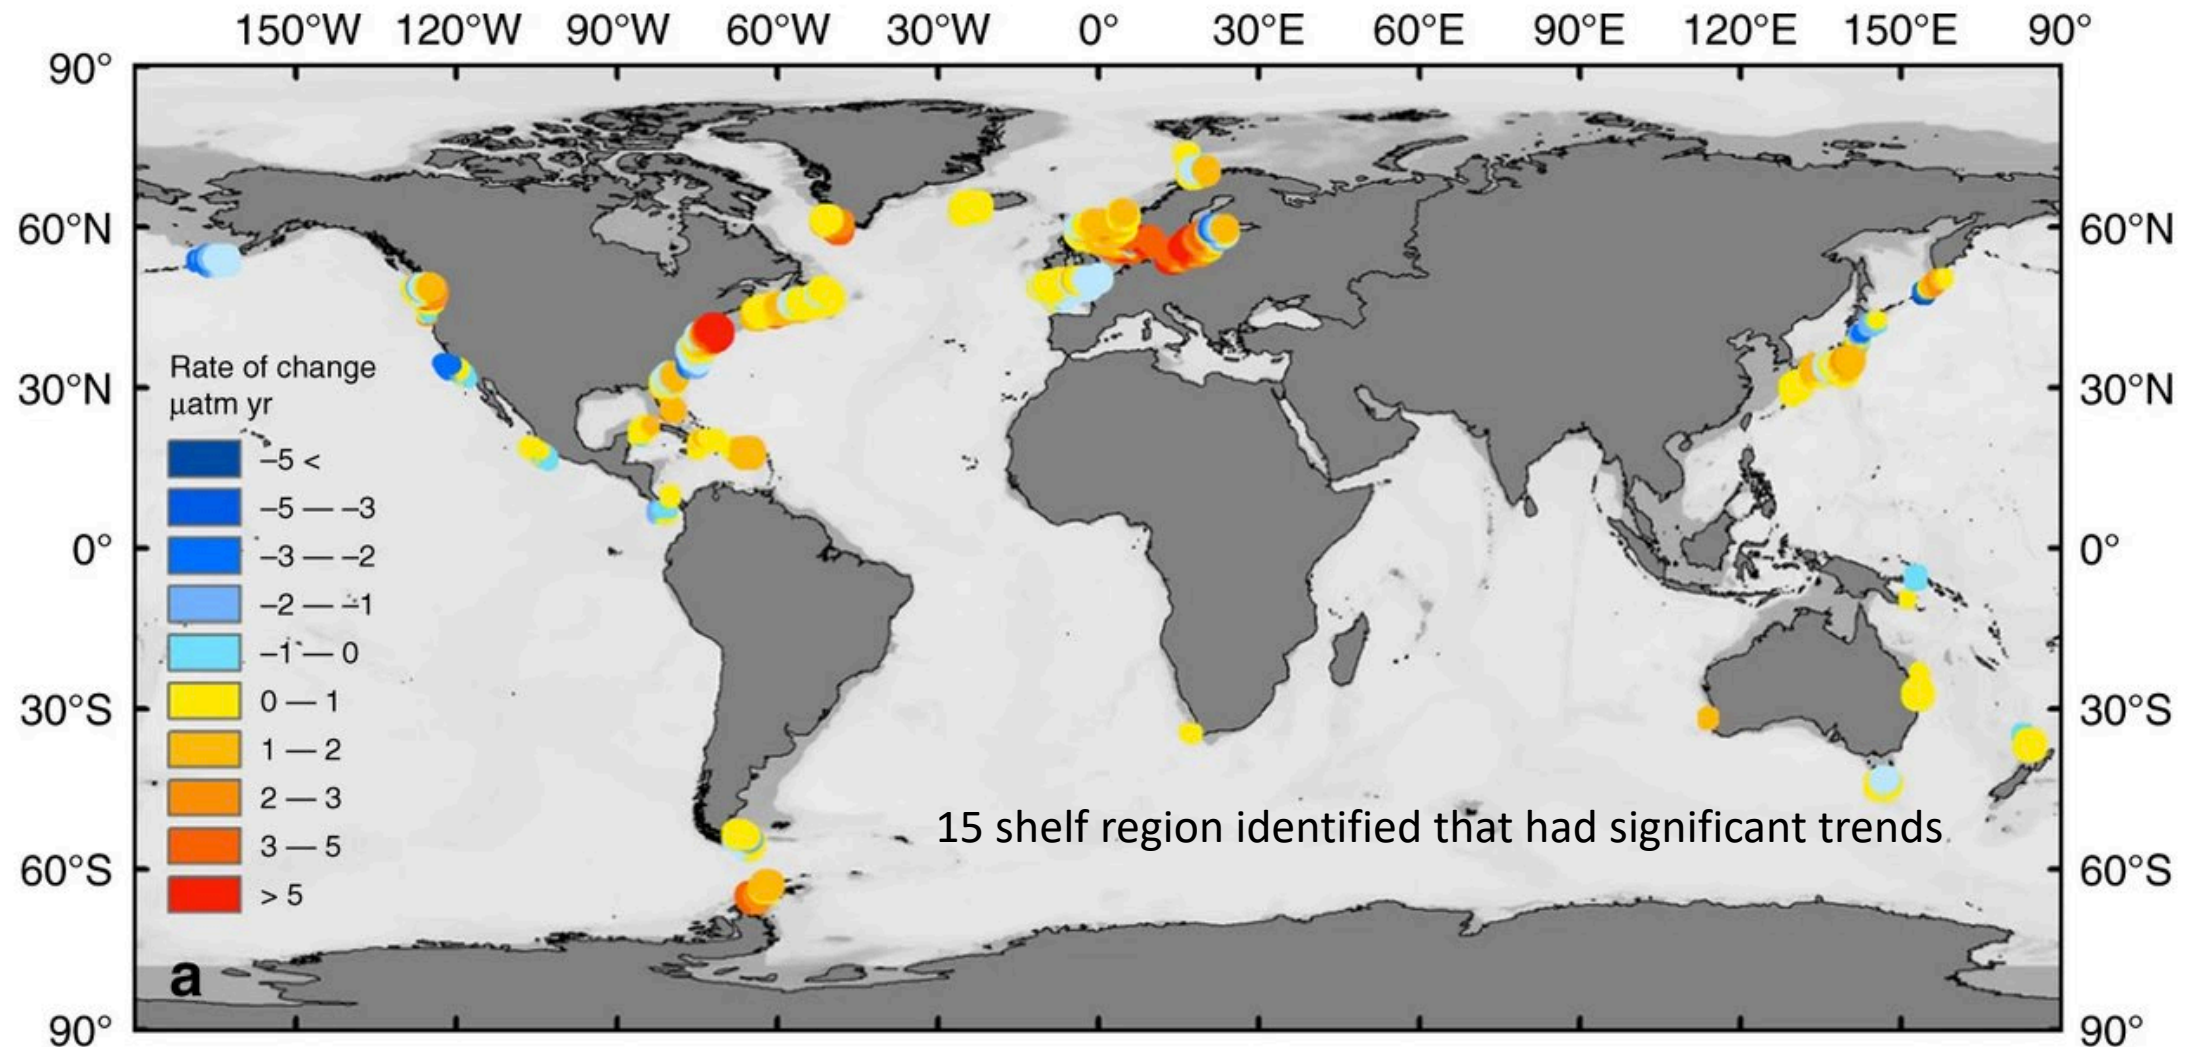 150°W 120°W 90°W 60°W 30°W 0° 30°E 60°E 90°E 120°E 150°E 90°
90° 90°
60°N 60°N
30°N 30°N
0° 0°
30°S 30°S
60°S 60°S
90° 90°
Rate of change
µatm yr
–5 <
–5 — –3
–3 — –2
–2 — –1
–1 — 0
0 — 1
1 — 2
2 — 3
3 — 5
> 5
15 shelf region identified that had significant trends
a